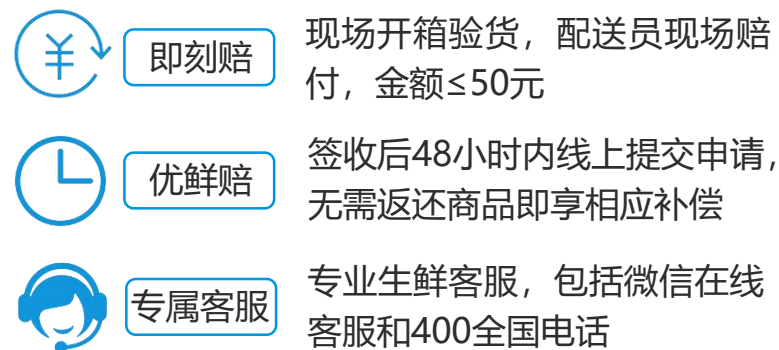 即刻赔
现场开箱验货，配送员现场赔
付，金额≤50元
优鲜赔
签收后48小时内线上提交申请，
无需返还商品即享相应补偿
专属客服
专业生鲜客服，包括微信在线
客服和400全国电话